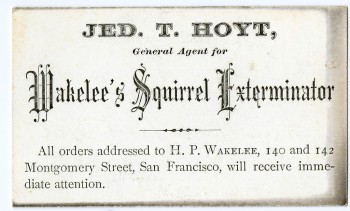 JED. T. HOYT,
General Agent for
Wakelee's Squirrel Exterminator
All orders addressed to H. P. WAKELEE, 140 and 142
Montgomery Street, San Francisco, will receive imme-
diate attention.